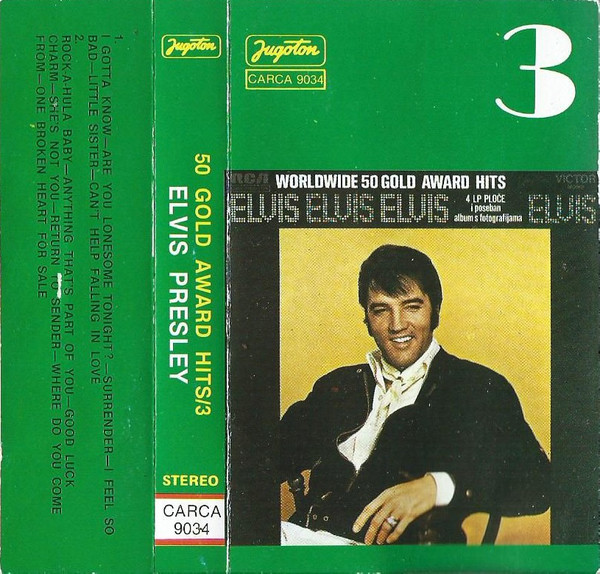 1.
I GOTTA KNOW—ARE YOU LONESOME TONIGHT?—SURRENDER—I FEEL SO
BAD—LITTLE SISTER—CAN'T HELP FALLING IN LOVE
2.
ROCK-A-HULA BABY—ANYTHING THAT'S PART OF YOU—GOOD LUCK
CHARM—SHE'S NOT YOU—RETURN TO SENDER—WHERE DO YOU COME
FROM—ONE BROKEN HEART FOR SALE
Jugoton
50 GOLD AWARD HITS/3
ELVIS PRESLEY
STEREO
CARCA
9034
Jugoton
CARCA 9034
3
RCA
WORLDWIDE 50 GOLD AWARD HITS
VICTOR
ELVIS ELVIS ELVIS
4 LP PLOČE
i poseban
album s fotografijama
ELVIS